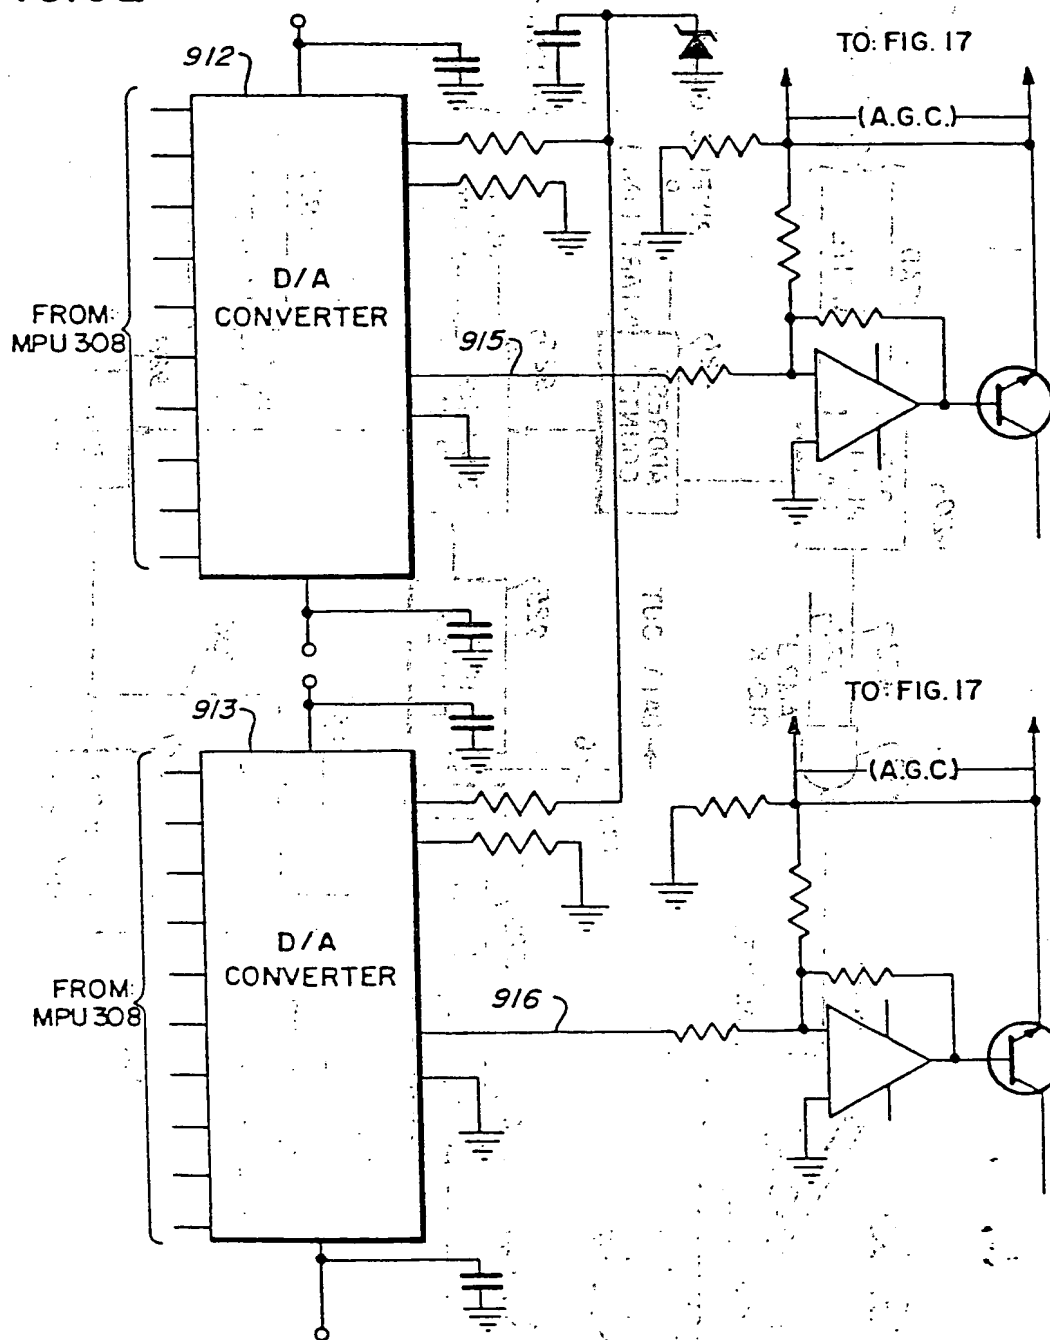 912
TO: FIG. 17
(A.G.C.)
D/A
CONVERTER
FROM:
MPU 308
915
913
TO: FIG. 17
(A.G.C.)
D/A
CONVERTER
FROM:
MPU 308
916